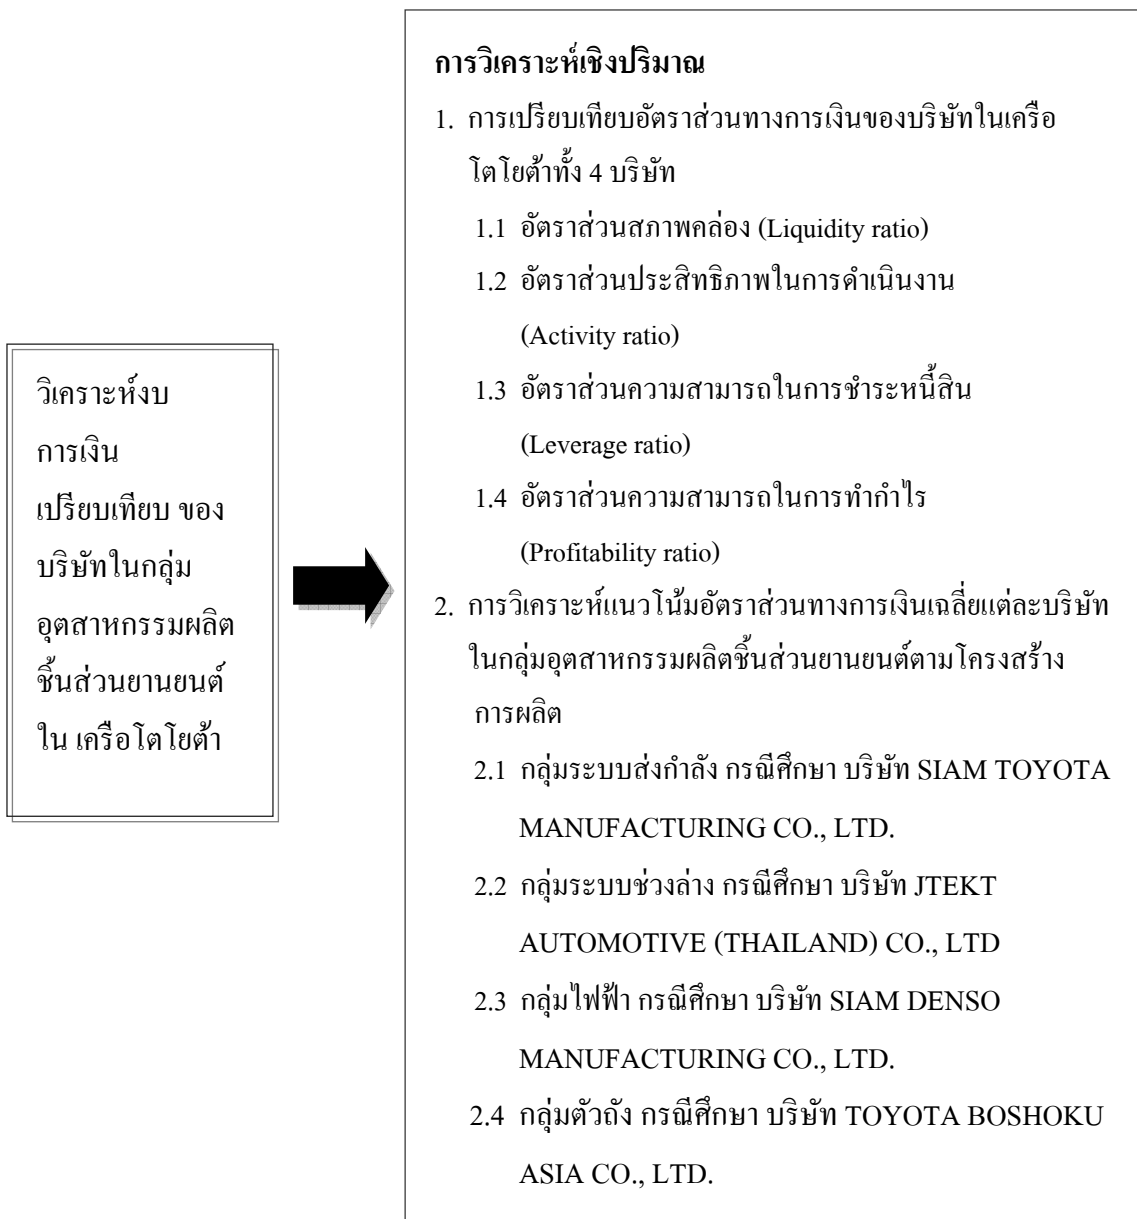 วิเคราะห์งบ
การเงิน
เปรียบเทียบ ของ
บริษัทในกลุ่ม
อุตสาหกรรมผลิต
ชิ้นส่วนยานยนต์
ใน เครือโตโยต้า
การวิเคราะห์เชิงปริมาณ
1. การเปรียบเทียบอัตราส่วนทางการเงินของบริษัทในเครือ
โตโยต้าทั้ง 4 บริษัท
1.1 อัตราส่วนสภาพคล่อง (Liquidity ratio)
1.2 อัตราส่วนประสิทธิภาพในการดำเนินงาน
(Activity ratio)
1.3 อัตราส่วนความสามารถในการชำระหนี้สิน
(Leverage ratio)
1.4 อัตราส่วนความสามารถในการทำกำไร
(Profitability ratio)
2. การวิเคราะห์แนวโน้มอัตราส่วนทางการเงินเฉลี่ยแต่ละบริษัท
ในกลุ่มอุตสาหกรรมผลิตชิ้นส่วนยานยนต์ตามโครงสร้าง
การผลิต
2.1 กลุ่มระบบส่งกำลัง กรณีศึกษา บริษัท SIAM TOYOTA
MANUFACTURING CO., LTD.
2.2 กลุ่มระบบช่วงล่าง กรณีศึกษา บริษัท JTEKT
AUTOMOTIVE (THAILAND) CO., LTD
2.3 กลุ่มไฟฟ้า กรณีศึกษา บริษัท SIAM DENSO
MANUFACTURING CO., LTD.
2.4 กลุ่มตัวถัง กรณีศึกษา บริษัท TOYOTA BOSHOKU
ASIA CO., LTD.